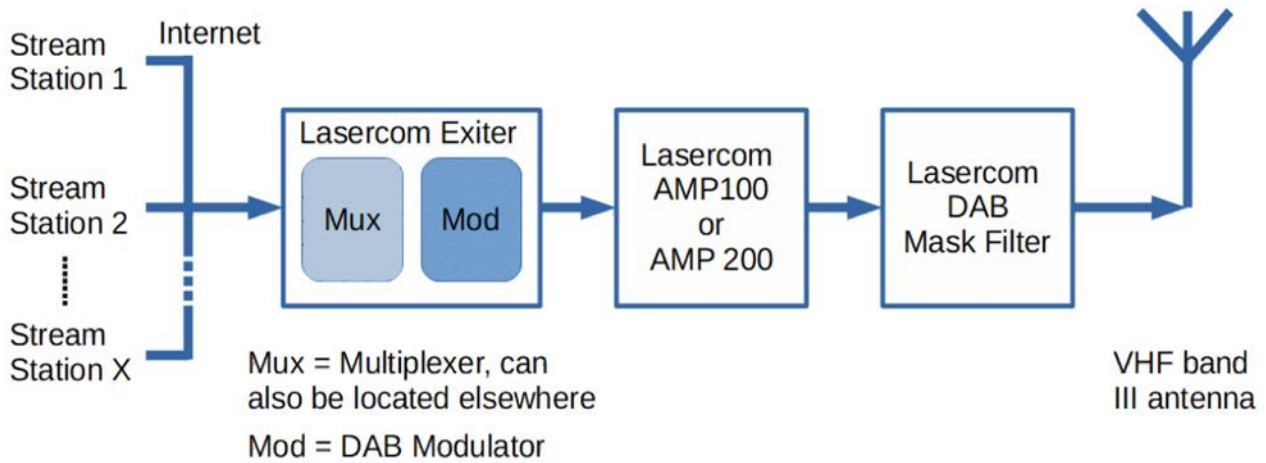 Internet
Stream
Station 1
Stream
Station 2
Stream
Station X
Lasercom Exiter
Mux
Mod
Lasercom
AMP100
or
AMP 200
Lasercom
DAB
Mask Filter
Mux = Multiplexer, can
also be located elsewhere
Mod = DAB Modulator
VHF band
III antenna